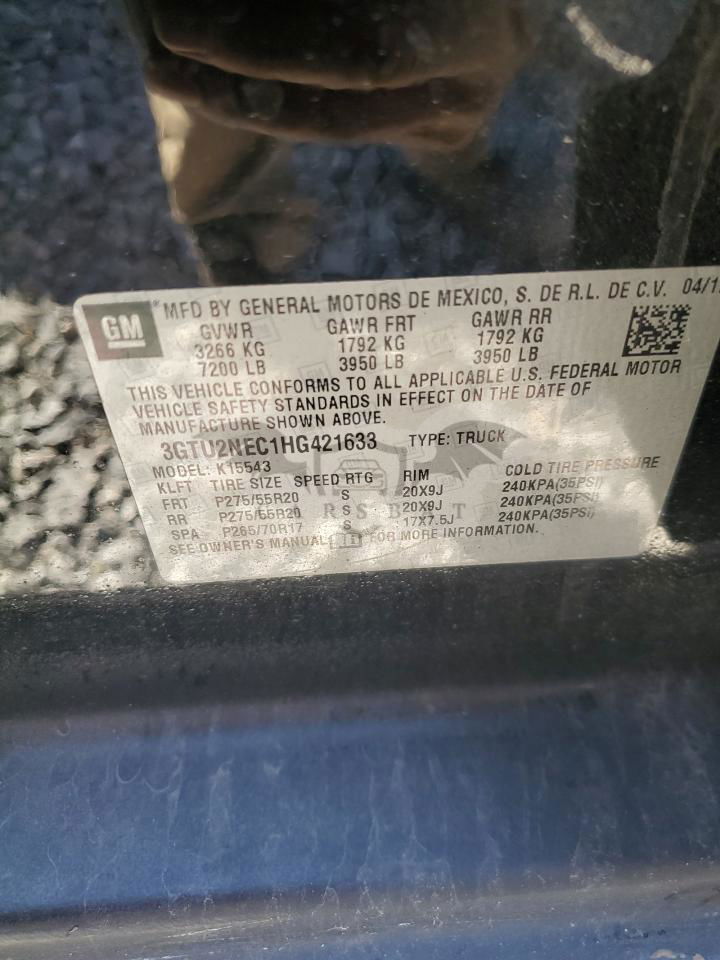 GM ® MFD BY GENERAL MOTORS DE MEXICO, S. DE R.L. DE C.V. 04/1
GVWR GAWR FRT GAWR RR
3266 KG 1792 KG 1792 KG
7200 LB 3950 LB 3950 LB
THIS VEHICLE CONFORMS TO ALL APPLICABLE U.S. FEDERAL MOTOR
VEHICLE SAFETY STANDARDS IN EFFECT ON THE DATE OF
MANUFACTURE SHOWN ABOVE.
3GTU2NEC1HG421633 TYPE: TRUCK
MODEL: K15543
KLFT TIRE SIZE SPEED RTG RIM COLD TIRE PRESSURE
FRT P275/55R20 S 20X9J 240KPA(35PSI)
RR P275/55R20 S 20X9J 240KPA(35PSI)
SPA P265/70R17 S 17X7.5J 240KPA(35PSI)
SEE OWNER'S MANUAL FOR MORE INFORMATION.